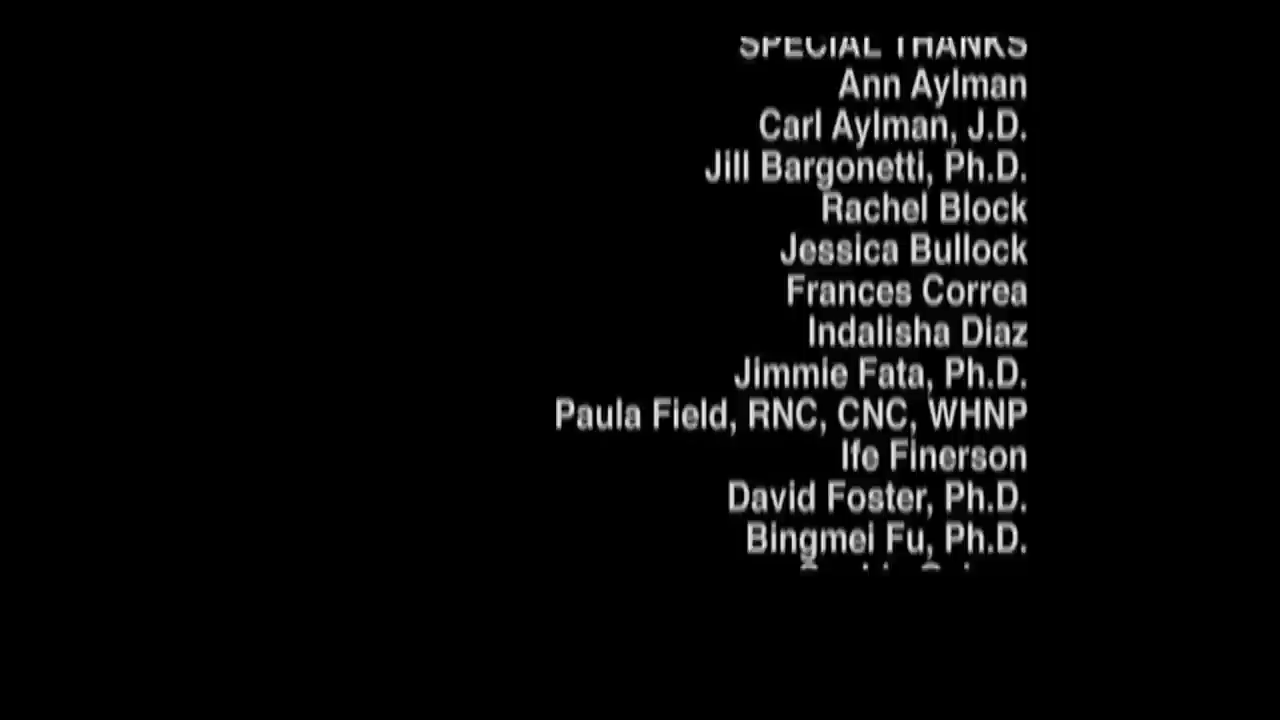 SPECIAL THANKS
Ann Aylman
Carl Aylman, J.D.
Jill Bargonetti, Ph.D.
Rachel Block
Jessica Bullock
Frances Correa
Indalisha Diaz
Jimmie Fata, Ph.D.
Paula Field, RNC, CNC, WHNP
Ife Finerson
David Foster, Ph.D.
Bingmei Fu, Ph.D.